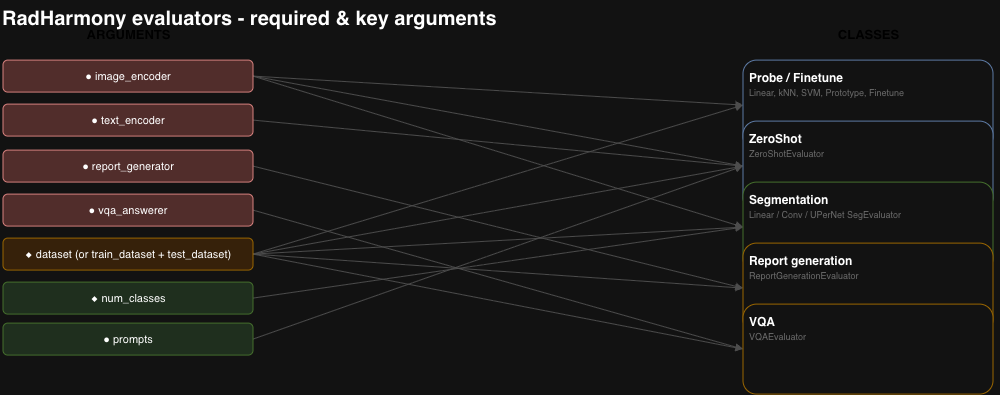 RadHarmony evaluators - required & key arguments
ARGUMENTS
CLASSES
● image_encoder
● text_encoder
● report_generator
● vqa_answerer
◆ dataset (or train_dataset + test_dataset)
◆ num_classes
● prompts
Probe / Finetune
Linear, kNN, SVM, Prototype, Finetune
ZeroShot
ZeroShotEvaluator
Segmentation
Linear / Conv / UPerNet SegEvaluator
Report generation
ReportGenerationEvaluator
VQA
VQAEvaluator